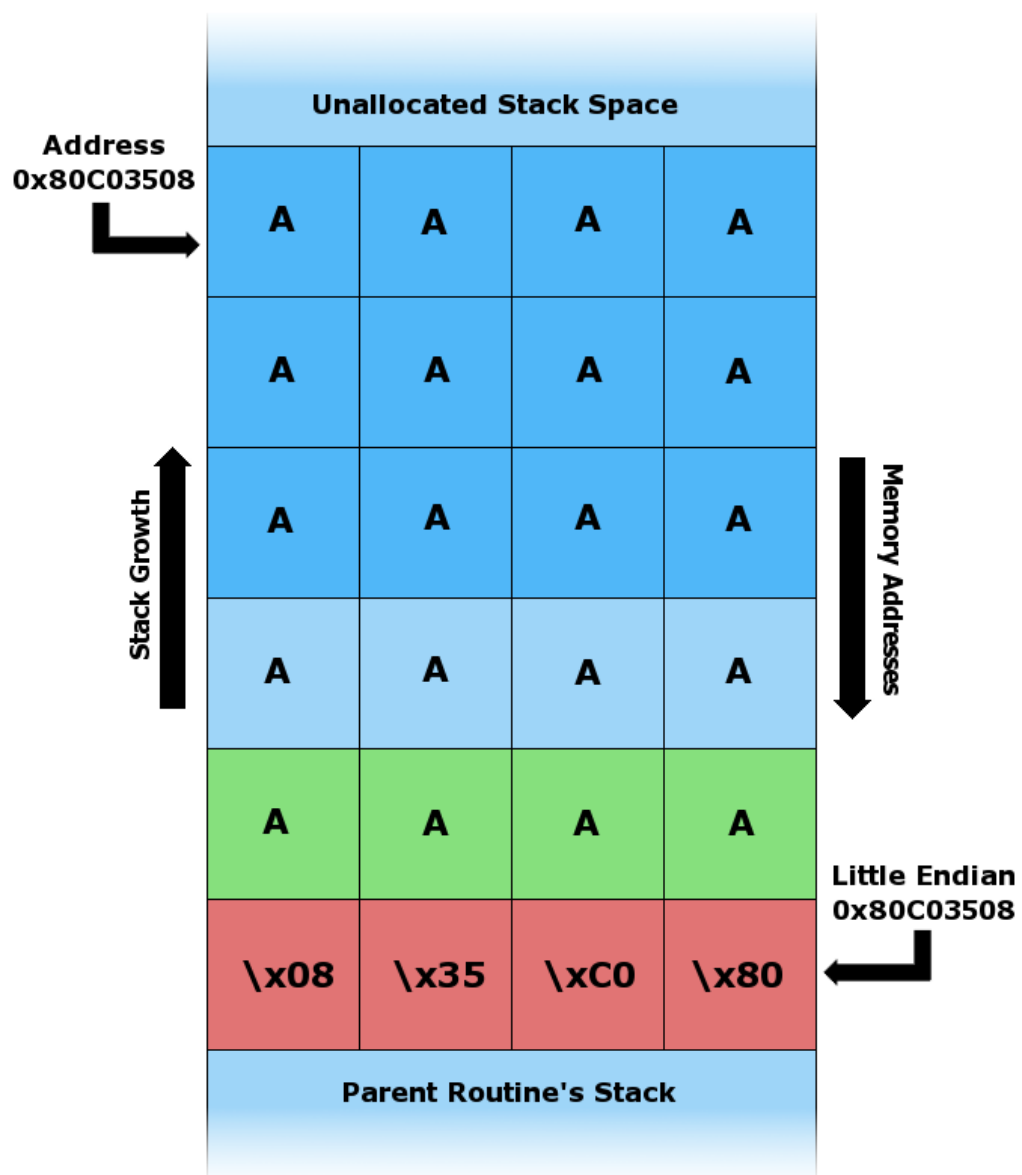 Unallocated Stack Space
Address
0x80C03508
A A A A
A A A A
Stack Growth
A A A A
Memory Addresses
A A A A
A A A A
Little Endian
0x80C03508
\x08 \x35 \xC0 \x80
Parent Routine's Stack